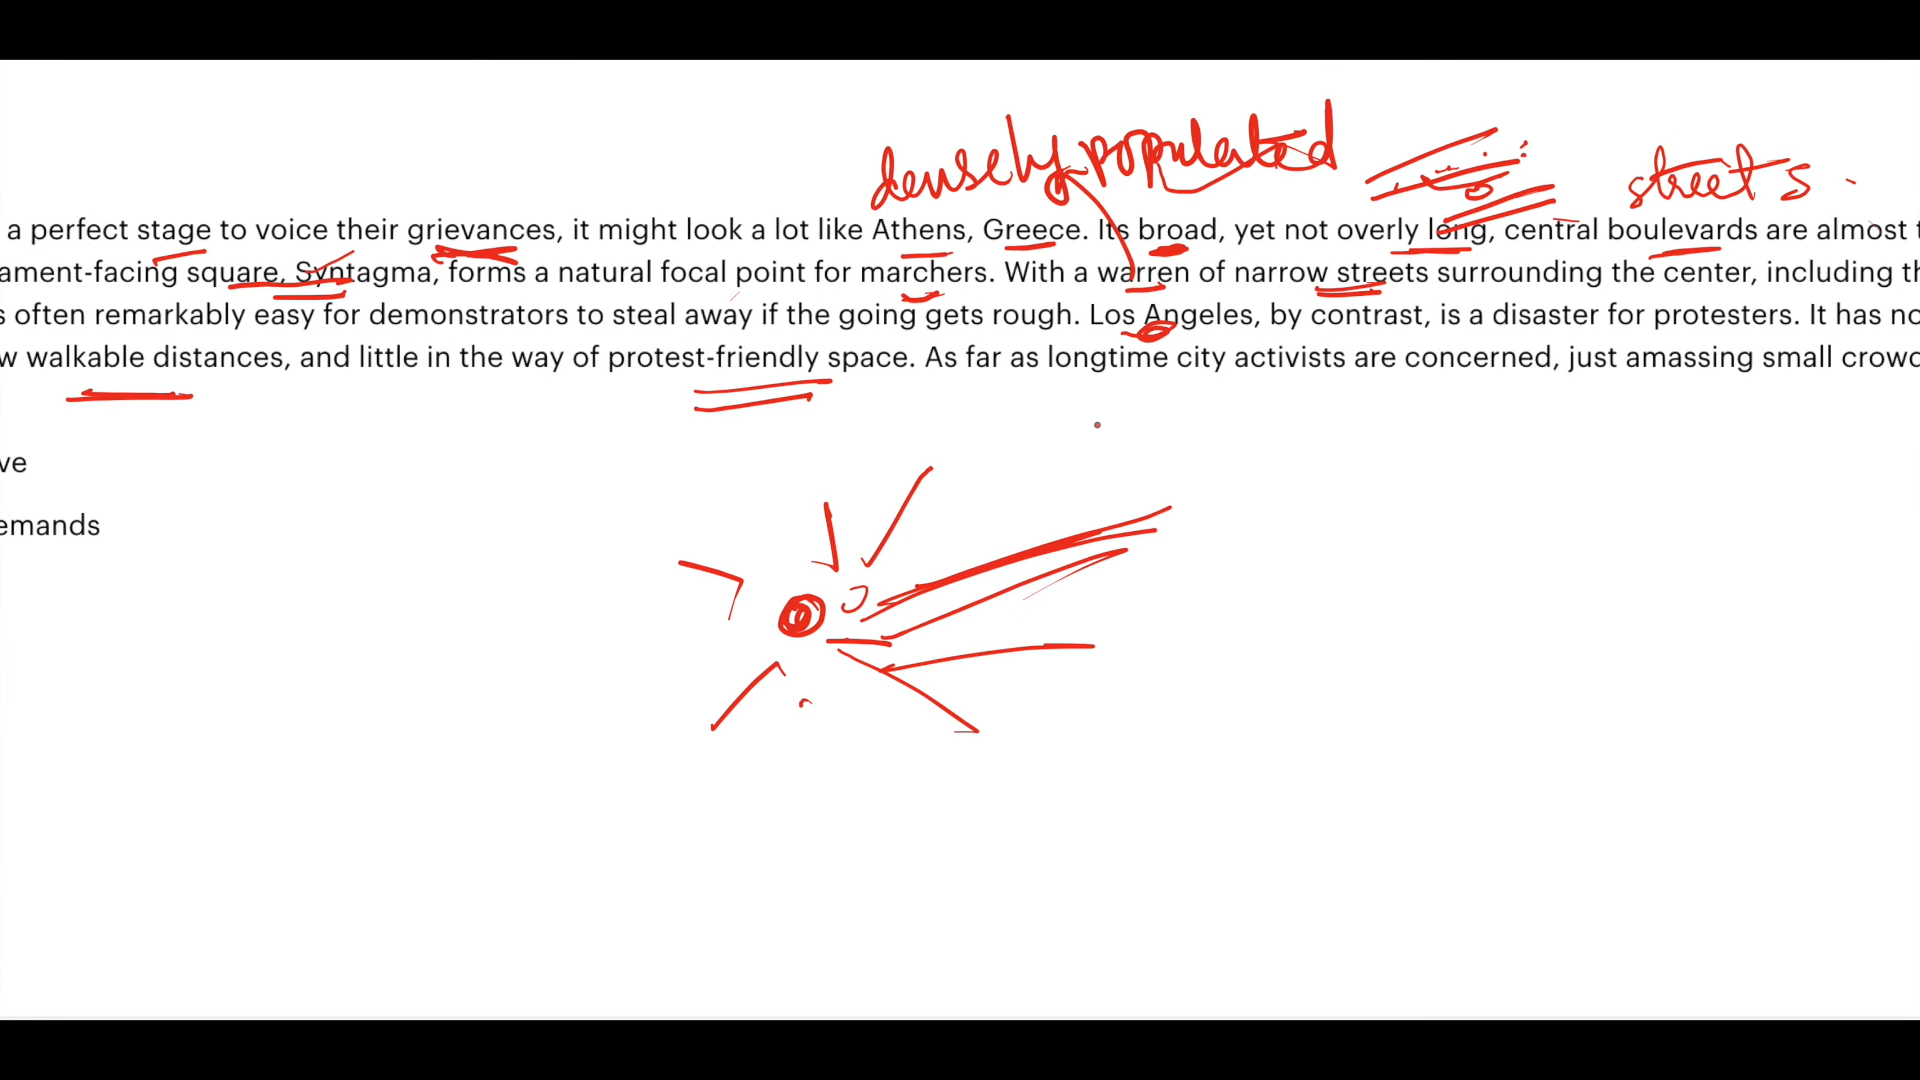 densely populated streets
a perfect stage to voice their grievances, it might look a lot like Athens, Greece. Its broad, yet not overly long, central boulevards are almost
ament-facing square, Syntagma, forms a natural focal point for marchers. With a warren of narrow streets surrounding the center, including th
s often remarkably easy for demonstrators to steal away if the going gets rough. Los Angeles, by contrast, is a disaster for protesters. It has no
w walkable distances, and little in the way of protest-friendly space. As far as longtime city activists are concerned, just amassing small crowd
ve
emands